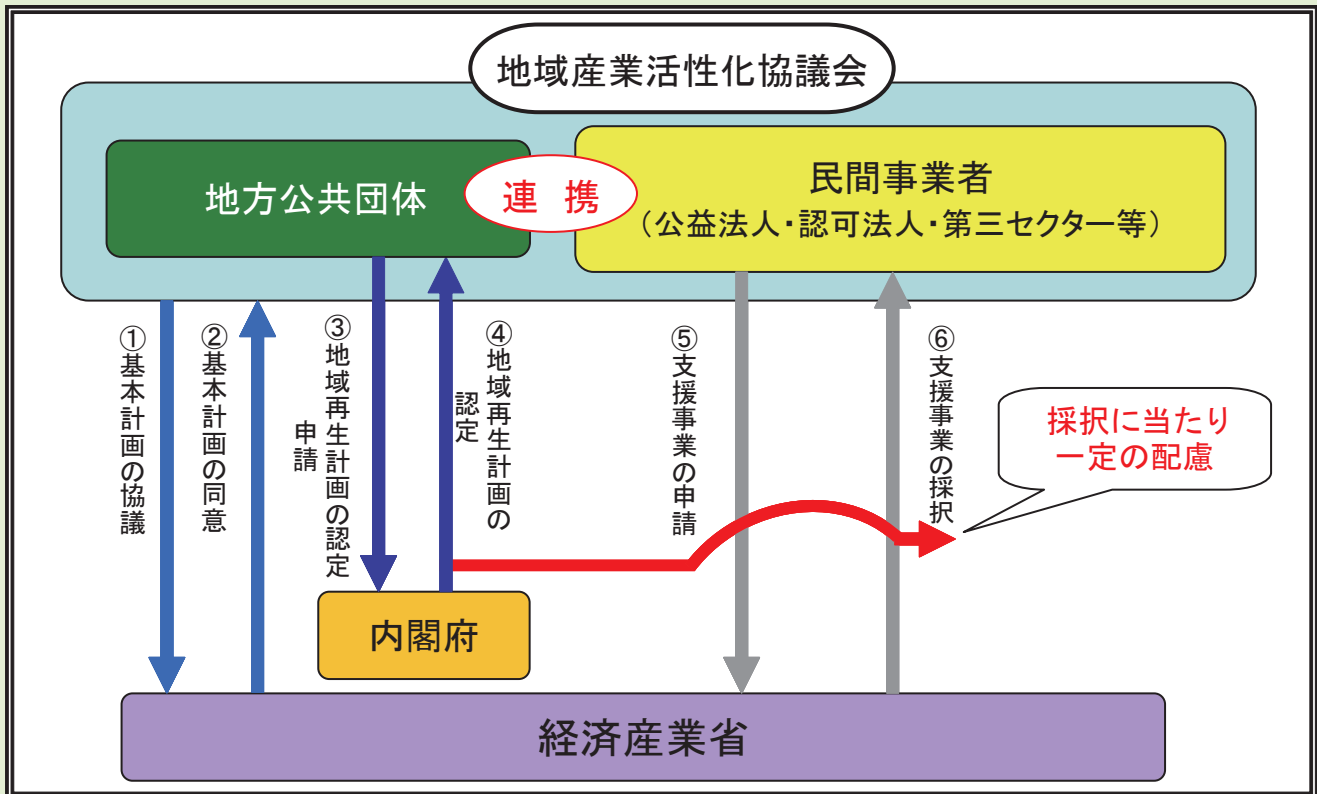 地域産業活性化協議会
地方公共団体
連 携
民間事業者
（公益法人・認可法人・第三セクター等）
①基本計画の協議
②基本計画の同意
③地域再生計画の認定
申請
④地域再生計画の
認定
⑤支援事業の申請
⑥支援事業の採択
採択に当たり
一定の配慮
内閣府
経済産業省